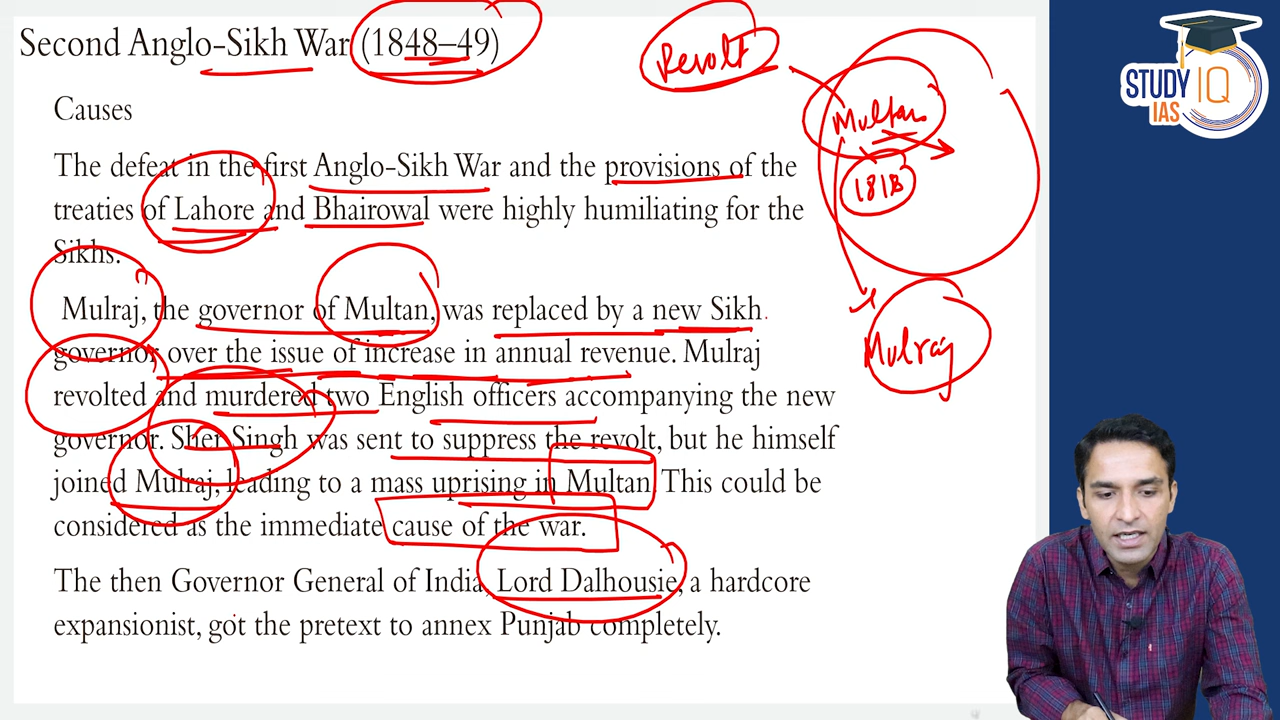 Second Anglo-Sikh War (1848–49)
Revolt
STUDY IQ
IAS
Multan
1818
Causes
The defeat in the first Anglo-Sikh War and the provisions of the
treaties of Lahore and Bhairowal were highly humiliating for the
Sikhs.
Mulraj, the governor of Multan, was replaced by a new Sikh
governor over the issue of increase in annual revenue. Mulraj
revolted and murdered two English officers accompanying the new
governor. Sher Singh was sent to suppress the revolt, but he himself
joined Mulraj, leading to a mass uprising in Multan. This could be
considered as the immediate cause of the war.
Mulraj
The then Governor General of India, Lord Dalhousie, a hardcore
expansionist, got the pretext to annex Punjab completely.